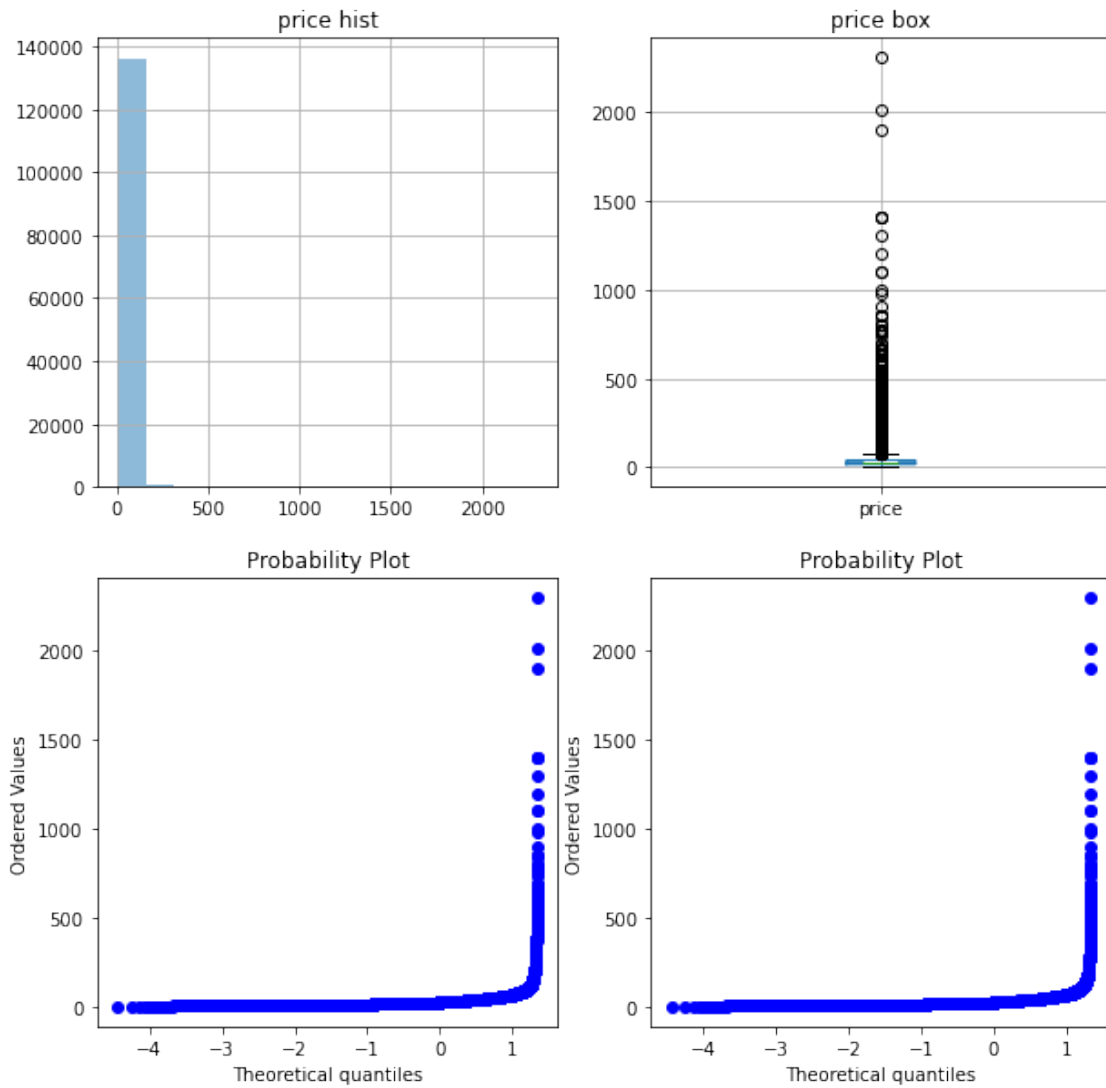 price hist
140000
120000
100000
80000
60000
40000
20000
0
0 500 1000 1500 2000
price box
2000
1500
1000
500
0
price
Probability Plot
Ordered Values
2000
1500
1000
500
0
−4 −3 −2 −1 0 1
Theoretical quantiles
Probability Plot
Ordered Values
2000
1500
1000
500
0
−4 −3 −2 −1 0 1
Theoretical quantiles